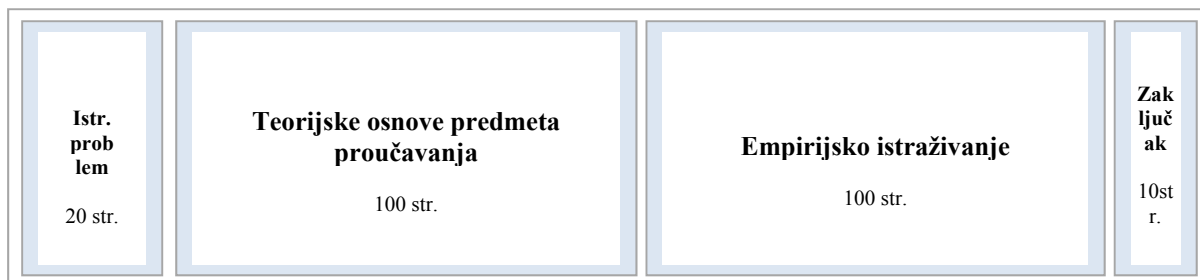 Istr.
prob
lem
20 str.
Teorijske osnove predmeta
proučavanja
100 str.
Empirijsko istraživanje
100 str.
Zak
ljuč
ak
10st
r.